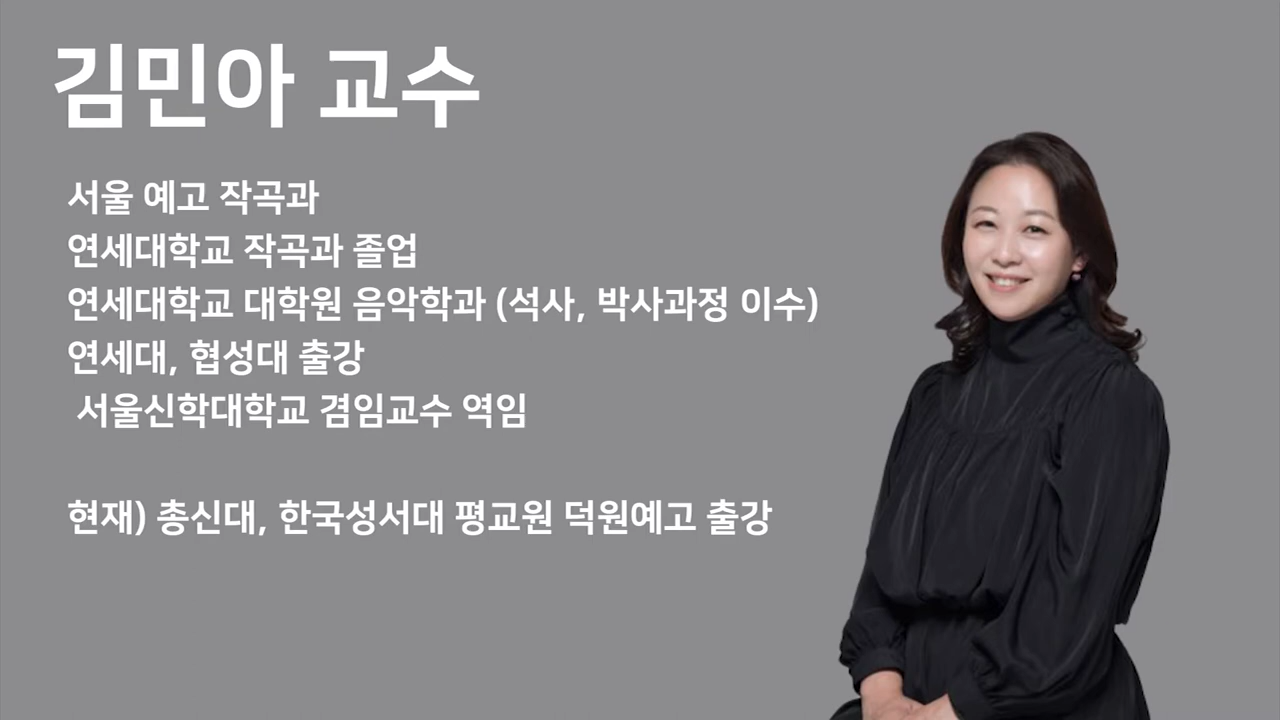 김민아 교수
서울 예고 작곡과
연세대학교 작곡과 졸업
연세대학교 대학원 음악학과 (석사, 박사과정 이수)
연세대, 협성대 출강
서울신학대학교 겸임교수 역임
현재) 총신대, 한국성서대 평교원 덕원예고 출강